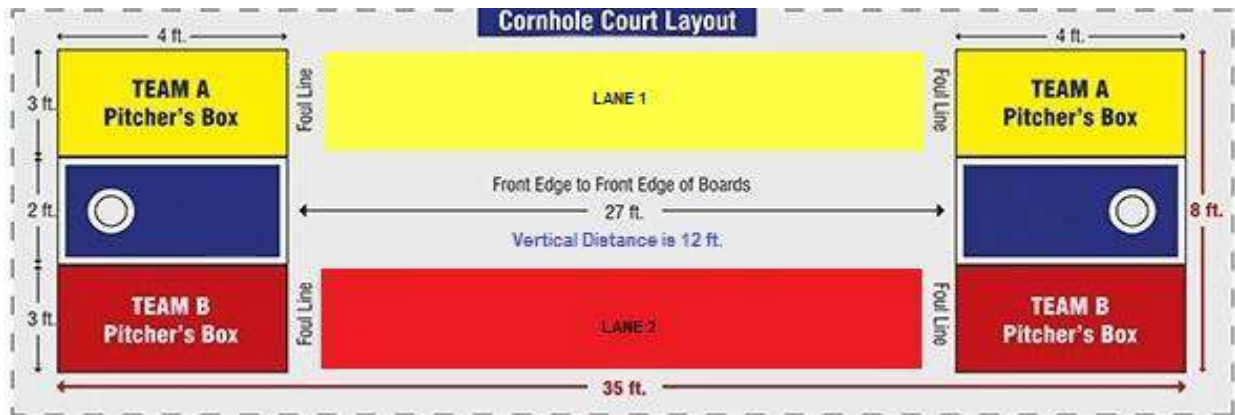 Cornhole Court Layout
4 ft.
4 ft.
3 ft.
TEAM A
Pitcher's Box
Foul Line
LANE 1
Foul Line
TEAM A
Pitcher's Box
2 ft.
Front Edge to Front Edge of Boards
27 ft.
Vertical Distance is 12 ft.
8 ft.
3 ft.
TEAM B
Pitcher's Box
Foul Line
LANE 2
Foul Line
TEAM B
Pitcher's Box
35 ft.